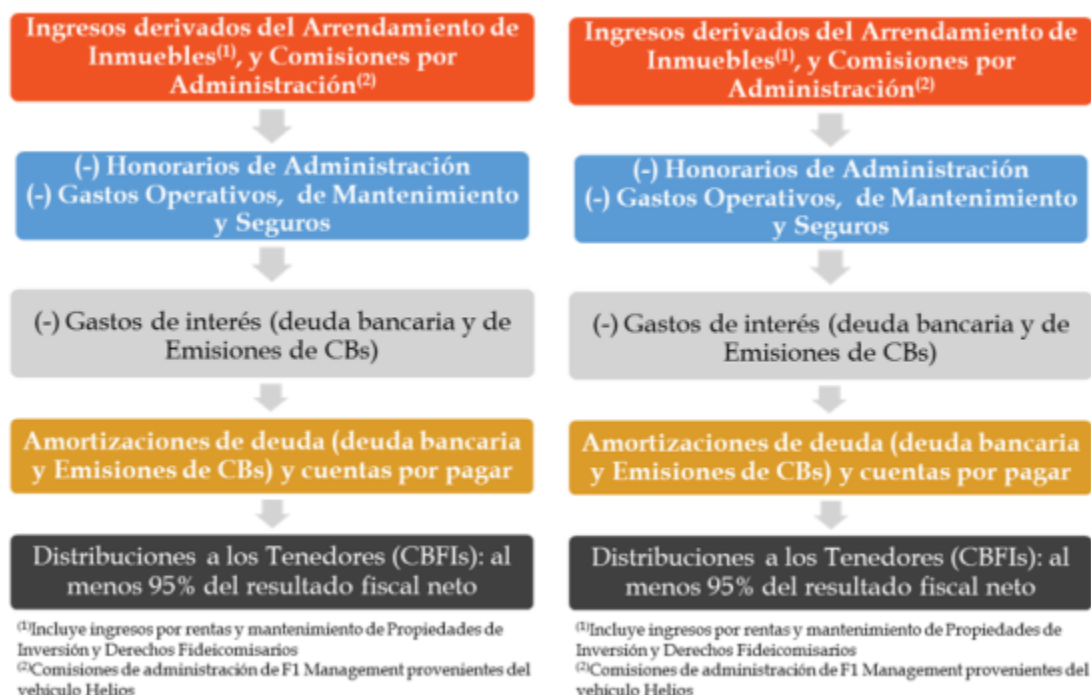 Ingresos derivados del Arrendamiento de
Inmuebles⁽¹⁾, y Comisiones por
Administración⁽²⁾
(-) Honorarios de Administración
(-) Gastos Operativos, de Mantenimiento
y Seguros
(-) Gastos de interés (deuda bancaria y de
Emisiones de CBs)
Amortizaciones de deuda (deuda bancaria
y Emisiones de CBs) y cuentas por pagar
Distribuciones a los Tenedores (CBFIs): al
menos 95% del resultado fiscal neto
⁽¹⁾Incluye ingresos por rentas y mantenimiento de Propiedades de
Inversión y Derechos Fideicomisarios
⁽²⁾Comisiones de administración de F1 Management provenientes del
vehículo Helios
Ingresos derivados del Arrendamiento de
Inmuebles⁽¹⁾, y Comisiones por
Administración⁽²⁾
(-) Honorarios de Administración
(-) Gastos Operativos, de Mantenimiento
y Seguros
(-) Gastos de interés (deuda bancaria y de
Emisiones de CBs)
Amortizaciones de deuda (deuda bancaria
y Emisiones de CBs) y cuentas por pagar
Distribuciones a los Tenedores (CBFIs): al
menos 95% del resultado fiscal neto
⁽¹⁾Incluye ingresos por rentas y mantenimiento de Propiedades de
Inversión y Derechos Fideicomisarios
⁽²⁾Comisiones de administración de F1 Management provenientes del
vehículo Helios